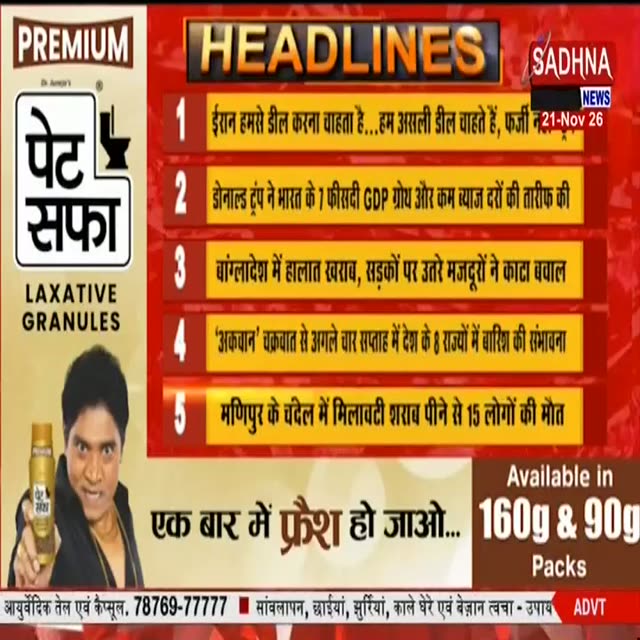 PREMIUM
Dr. Juneja's
®
पेट
सफा
LAXATIVE
GRANULES
HEADLINES
SADHNA
NEWS
21-Nov 26
1 ईरान हमसे डील करना चाहता है...हम असली डील चाहते हैं, फर्जी
2 डोनाल्ड ट्रंप ने भारत के 7 फीसदी GDP ग्रोथ और कम ब्याज दरों की तारीफ की
3 बांग्लादेश में हालात खराब, सड़कों पर उतरे मजदूरों ने काटा बवाल
4 'अकवान' चक्रवात से अगले चार सप्ताह में देश के 8 राज्यों में बारिश की संभावना
5 मणिपुर के चंदेल में मिलावटी शराब पीने से 15 लोगों की मौत
पेट
सफा
एक बार में फ्रैश हो जाओ...
Available in
160g & 90g
Packs
आयुर्वेदिक तेल एवं कैप्सूल. 78769-77777 सांवलापन, छाईयां, झुर्रियां, काले घेरे एवं बेज़ान त्वचा - उपाय
ADVT